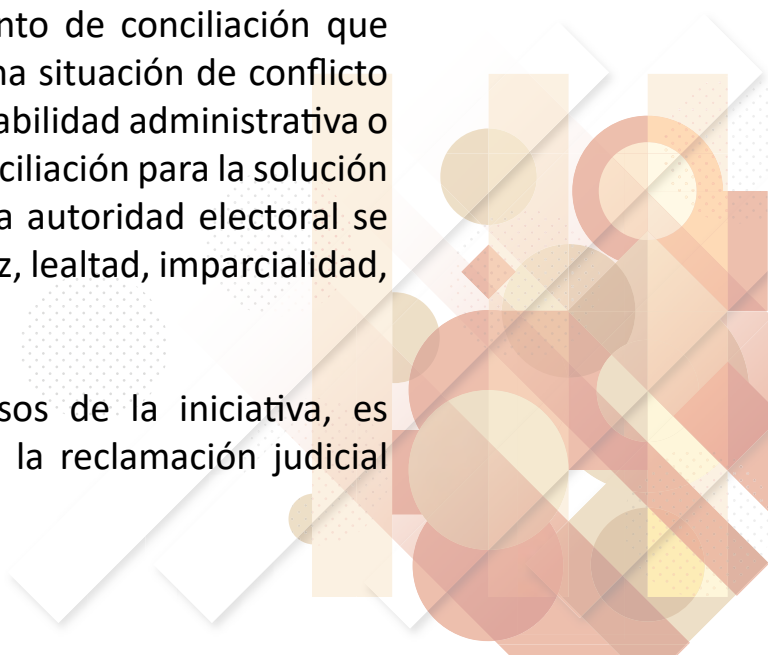 nto de conciliación que
na situación de conflicto
abilidad administrativa o
ciliación para la solución
a autoridad electoral se
z, lealtad, imparcialidad,
sos de la iniciativa, es
la reclamación judicial